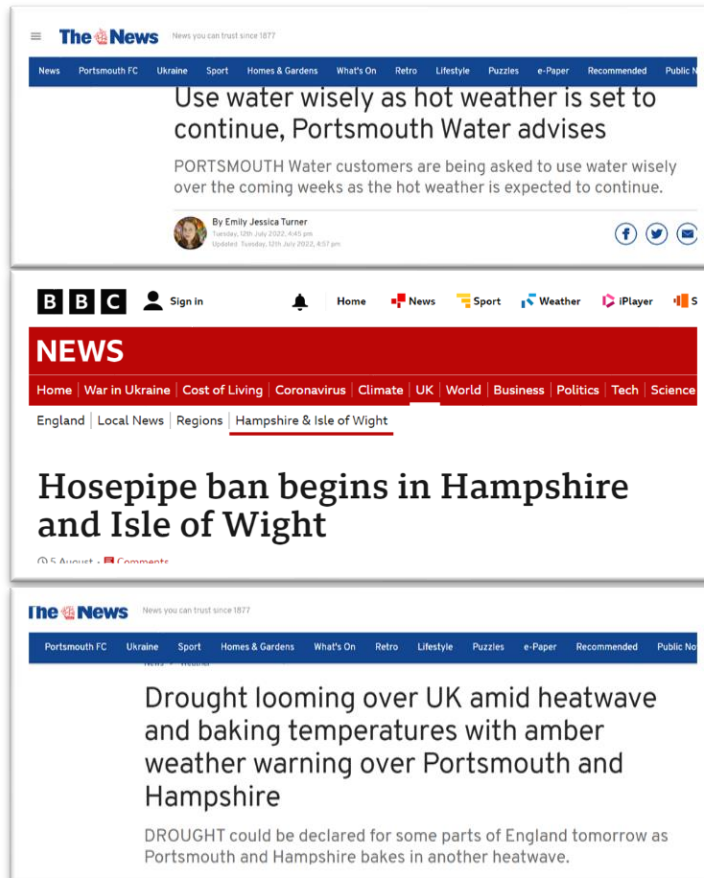 The News News you can trust since 1877
News Portsmouth FC Ukraine Sport Homes & Gardens What's On Retro Lifestyle Puzzles e-Paper Recommended Public N
Use water wisely as hot weather is set to
continue, Portsmouth Water advises
PORTSMOUTH Water customers are being asked to use water wisely
over the coming weeks as the hot weather is expected to continue.
By Emily Jessica Turner
Tuesday, 12th July 2022, 4:45 pm
Updated Tuesday, 12th July 2022, 4:57 pm
BBC Sign in Home News Sport Weather iPlayer S
NEWS
Home War in Ukraine Cost of Living Coronavirus Climate UK World Business Politics Tech Science
England Local News Regions Hampshire & Isle of Wight
Hosepipe ban begins in Hampshire
and Isle of Wight
5 August · Comments
The News News you can trust since 1877
Portsmouth FC Ukraine Sport Homes & Gardens What's On Retro Lifestyle Puzzles e-Paper Recommended Public No
News > Weather
Drought looming over UK amid heatwave
and baking temperatures with amber
weather warning over Portsmouth and
Hampshire
DROUGHT could be declared for some parts of England tomorrow as
Portsmouth and Hampshire bakes in another heatwave.